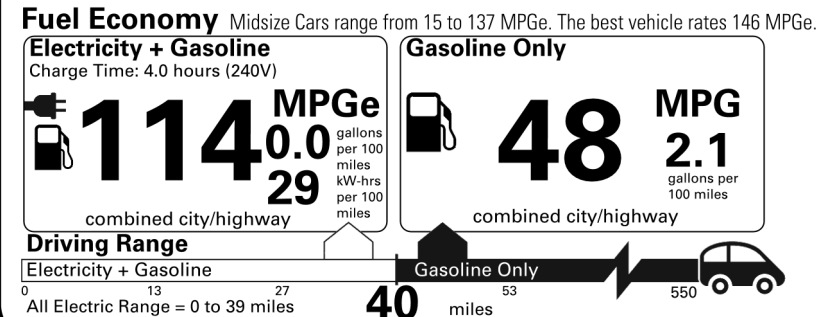 Fuel Economy Midsize Cars range from 15 to 137 MPGe. The best vehicle rates 146 MPGe.
Electricity + Gasoline
Charge Time: 4.0 hours (240V)
114 MPGe
0.0 gallons per 100 miles
29 kW-hrs per 100 miles
combined city/highway
Gasoline Only
48 MPG
2.1
gallons per
100 miles
combined city/highway
Driving Range
Electricity + Gasoline Gasoline Only
0 13 27 40 miles 53 550
All Electric Range = 0 to 39 miles